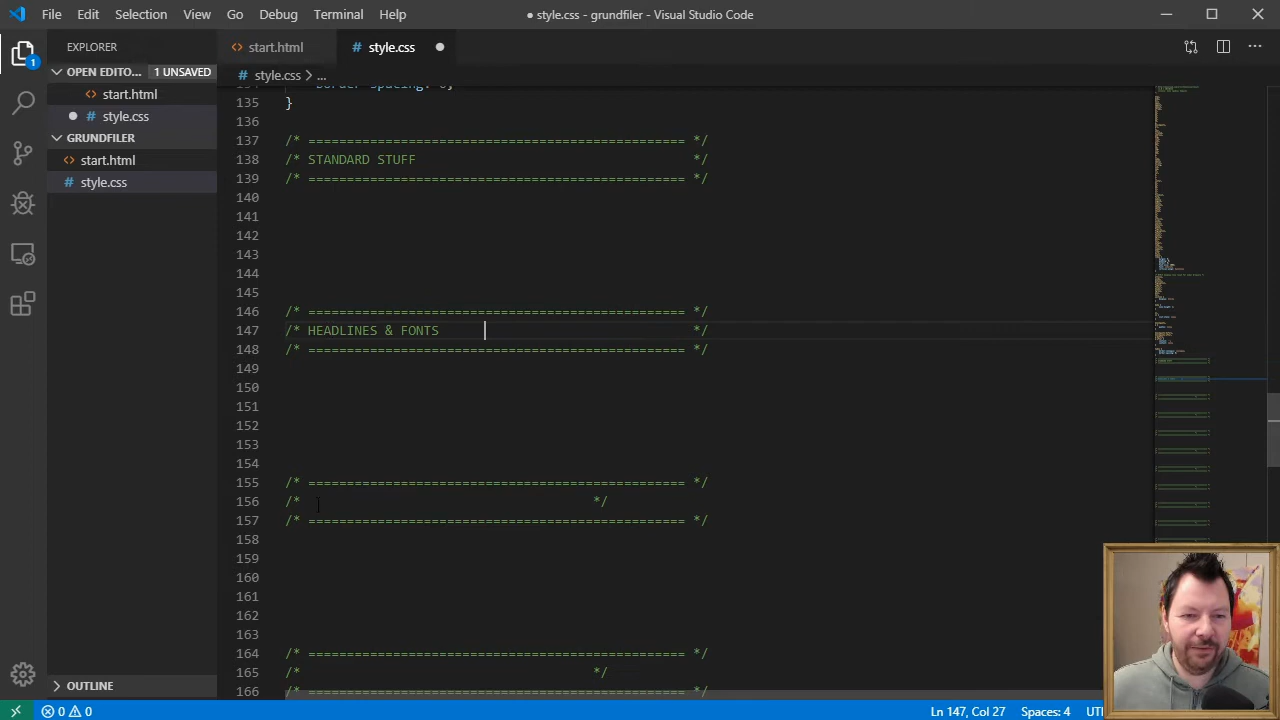 File Edit Selection View Go Debug Terminal Help
● style.css - grundfiler - Visual Studio Code
EXPLORER
start.html
style.css
1
OPEN EDITO... 1 UNSAVED
start.html
style.css
GRUNDFILER
start.html
style.css
style.css > ...
135 }
136
137 /* ================================================= */
138 /* STANDARD STUFF */
139 /* ================================================= */
140
141
142
143
144
145
146 /* ================================================= */
147 /* HEADLINES & FONTS */
148 /* ================================================= */
149
150
151
152
153
154
155 /* ================================================= */
156 /* */
157 /* ================================================= */
158
159
160
161
162
163
164 /* ================================================= */
165 /* */
166 /* ================================================= */
OUTLINE
0 0
Ln 147, Col 27 Spaces: 4